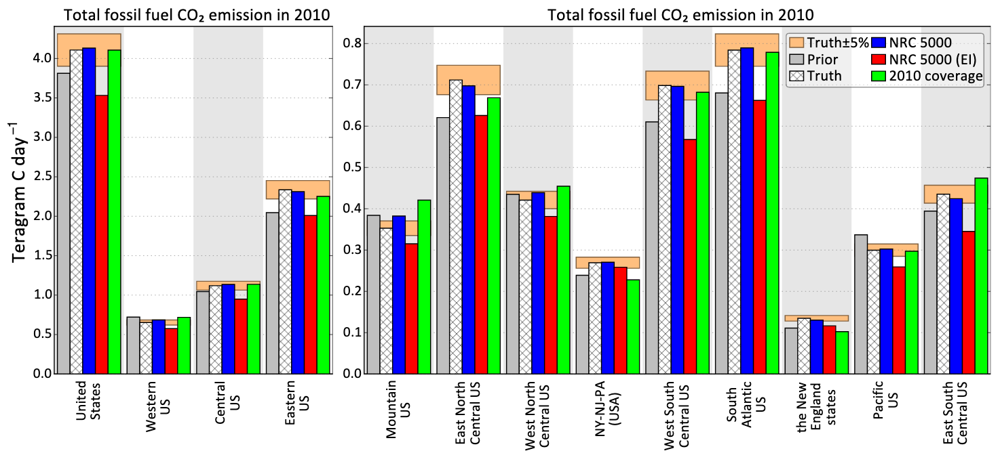 Total fossil fuel CO₂ emission in 2010
Total fossil fuel CO₂ emission in 2010
Teragram C day⁻¹
4.0
3.5
3.0
2.5
2.0
1.5
1.0
0.5
0.0
United
States
Western
US
Central
US
Eastern
US
0.8
0.7
0.6
0.5
0.4
0.3
0.2
0.1
0.0
Truth±5%
Prior
Truth
NRC 5000
NRC 5000 (EI)
2010 coverage
Mountain
US
East North
Central US
West North
Central US
NY-NJ-PA
(USA)
West South
Central US
South
Atlantic
US
the New
England
states
Pacific
US
East South
Central US